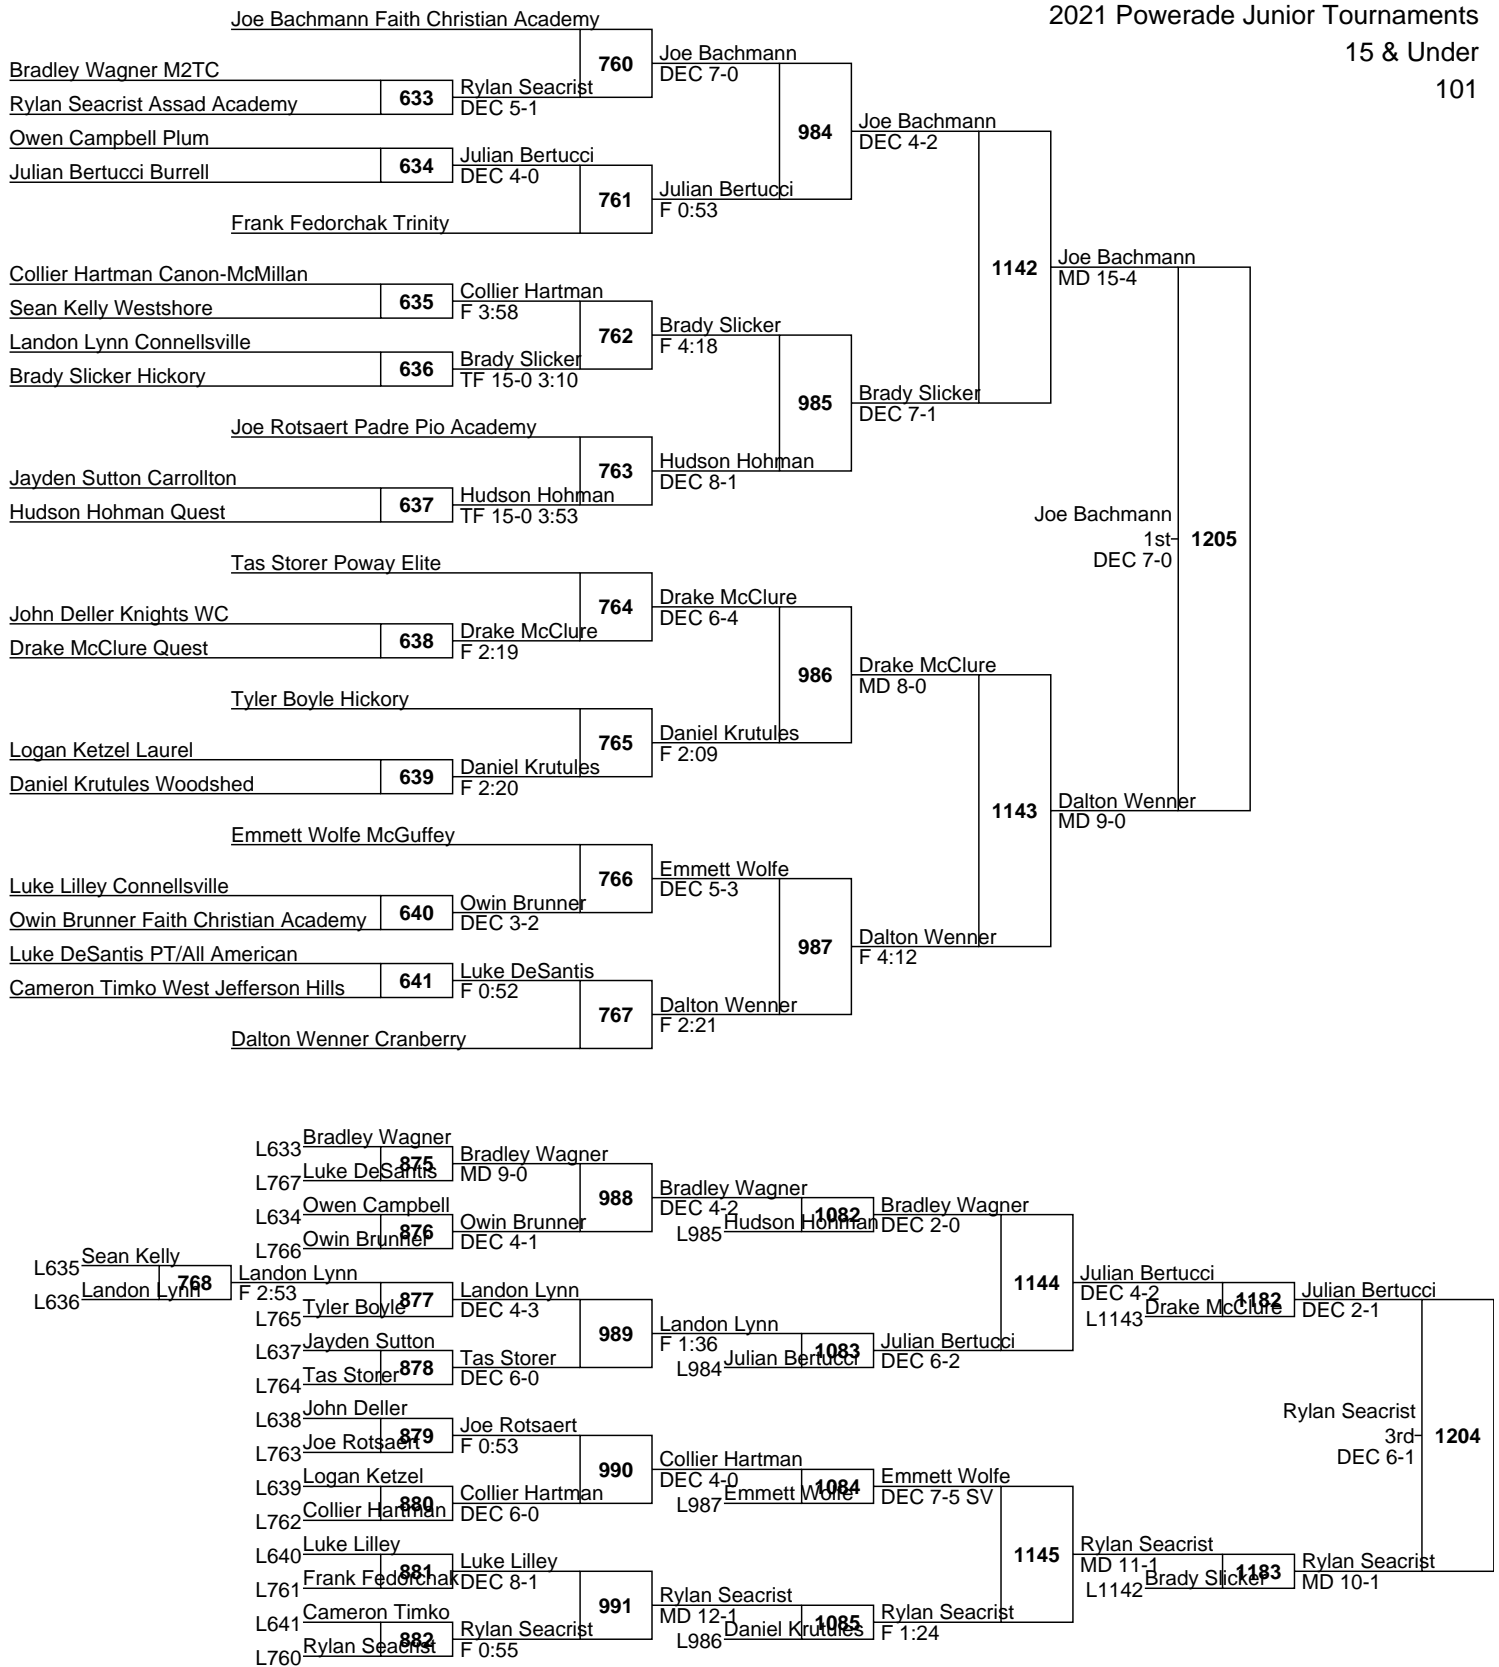 2021 Powerade Junior Tournaments
15 & Under
101
Joe Bachmann Faith Christian Academy
760
Joe Bachmann
DEC 7-0
Bradley Wagner M2TC
633
Rylan Seacrist
DEC 5-1
Rylan Seacrist Assad Academy
984
Joe Bachmann
DEC 4-2
Owen Campbell Plum
634
Julian Bertucci
DEC 4-0
Julian Bertucci Burrell
761
Julian Bertucci
F 0:53
Frank Fedorchak Trinity
1142
Joe Bachmann
MD 15-4
Collier Hartman Canon-McMillan
635
Collier Hartman
F 3:58
Sean Kelly Westshore
762
Brady Slicker
F 4:18
Landon Lynn Connellsville
636
Brady Slicker
TF 15-0 3:10
Brady Slicker Hickory
985
Brady Slicker
DEC 7-1
Joe Rotsaert Padre Pio Academy
763
Hudson Hohman
DEC 8-1
Jayden Sutton Carrollton
637
Hudson Hohman
TF 15-0 3:53
Hudson Hohman Quest
Joe Bachmann
1st
1205
DEC 7-0
Tas Storer Poway Elite
764
Drake McClure
DEC 6-4
John Deller Knights WC
638
Drake McClure
F 2:19
Drake McClure Quest
986
Drake McClure
MD 8-0
Tyler Boyle Hickory
765
Daniel Krutules
F 2:09
Logan Ketzel Laurel
639
Daniel Krutules
F 2:20
Daniel Krutules Woodshed
1143
Dalton Wenner
MD 9-0
Emmett Wolfe McGuffey
766
Emmett Wolfe
DEC 5-3
Luke Lilley Connellsville
640
Owin Brunner
DEC 3-2
Owin Brunner Faith Christian Academy
987
Dalton Wenner
F 4:12
Luke DeSantis PT/All American
641
Luke DeSantis
F 0:52
Cameron Timko West Jefferson Hills
767
Dalton Wenner
F 2:21
Dalton Wenner Cranberry
L633 Bradley Wagner
875
Bradley Wagner
MD 9-0
L767 Luke DeSantis
988
Bradley Wagner
DEC 4-2
L634 Owen Campbell
876
Owin Brunner
DEC 4-1
L766 Owin Brunner
L985 Hudson Hohman
1082
Bradley Wagner
DEC 2-0
L635 Sean Kelly
768
Landon Lynn
F 2:53
L636 Landon Lynn
877
Landon Lynn
DEC 4-3
L765 Tyler Boyle
989
Landon Lynn
F 1:36
L637 Jayden Sutton
878
Tas Storer
DEC 6-0
L764 Tas Storer
L984 Julian Bertucci
1083
Julian Bertucci
DEC 6-2
1144
Julian Bertucci
DEC 4-2
L1143 Drake McClure
1182
Julian Bertucci
DEC 2-1
L638 John Deller
879
Joe Rotsaert
F 0:53
L763 Joe Rotsaert
990
Collier Hartman
DEC 4-0
L639 Logan Ketzel
880
Collier Hartman
DEC 6-0
L762 Collier Hartman
L987 Emmett Wolfe
1084
Emmett Wolfe
DEC 7-5 SV
Rylan Seacrist
3rd
1204
DEC 6-1
L640 Luke Lilley
881
Luke Lilley
DEC 8-1
L761 Frank Fedorchak
991
Rylan Seacrist
MD 12-1
L641 Cameron Timko
882
Rylan Seacrist
F 0:55
L760 Rylan Seacrist
L986 Daniel Krutules
1085
Rylan Seacrist
F 1:24
1145
Rylan Seacrist
MD 11-1
L1142 Brady Slicker
1183
Rylan Seacrist
MD 10-1